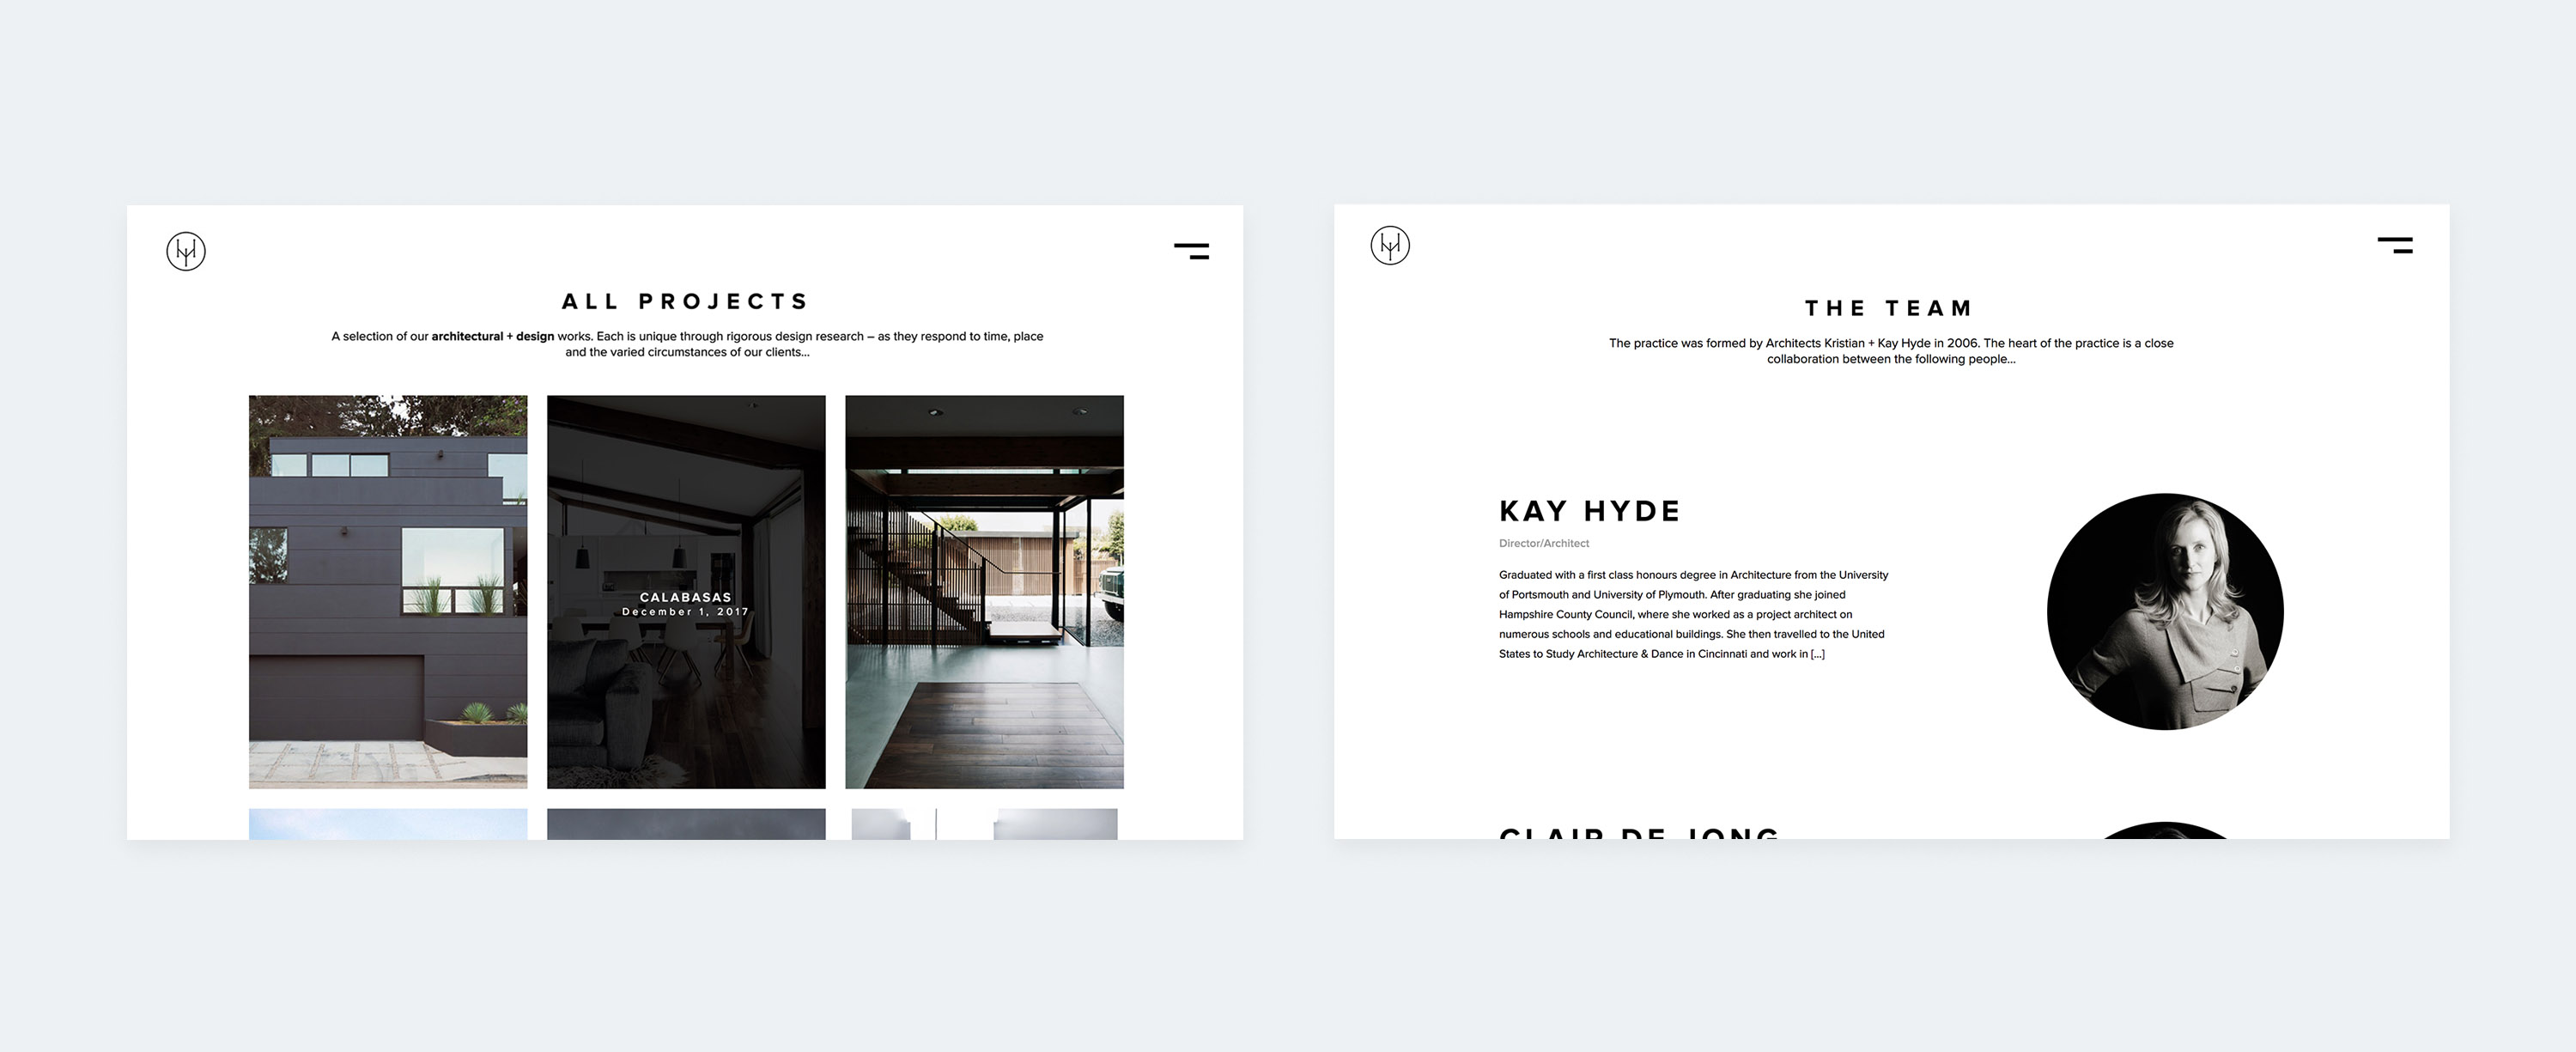 ALL PROJECTS
A selection of our architectural + design works. Each is unique through rigorous design research – as they respond to time, place
and the varied circumstances of our clients...
CALABASAS
December 1, 2017
THE TEAM
The practice was formed by Architects Kristian + Kay Hyde in 2006. The heart of the practice is a close
collaboration between the following people...
KAY HYDE
Director/Architect
Graduated with a first class honours degree in Architecture from the University
of Portsmouth and University of Plymouth. After graduating she joined
Hampshire County Council, where she worked as a project architect on
numerous schools and educational buildings. She then travelled to the United
States to Study Architecture & Dance in Cincinnati and work in [...]
CLAIR DE JONG